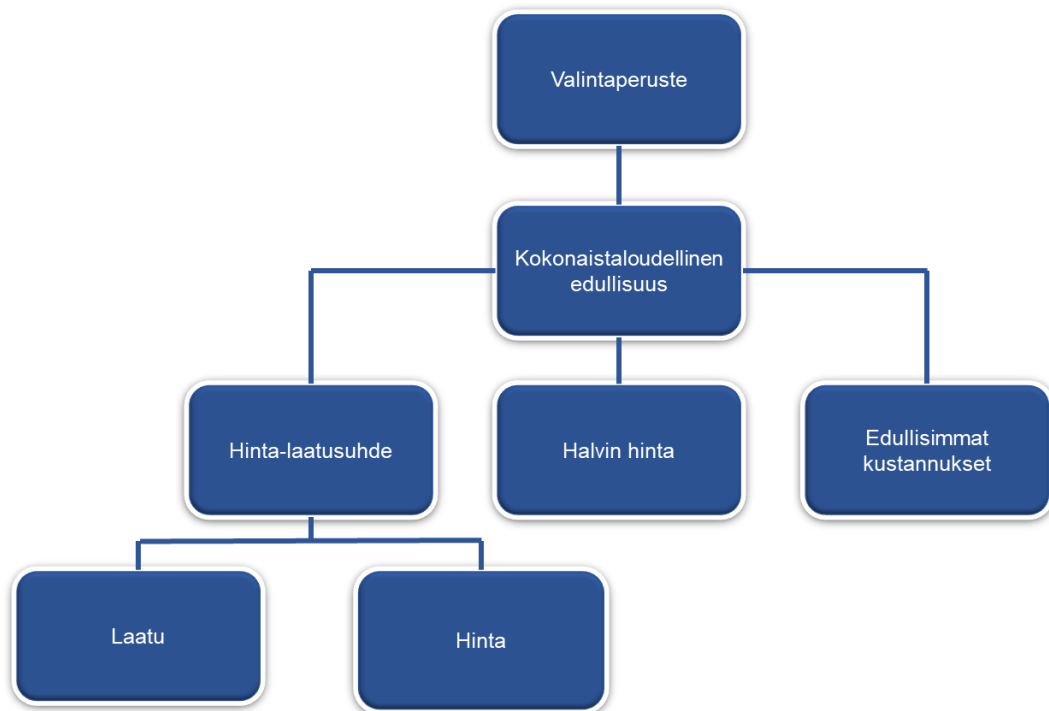 Valintaperuste
Kokonaistaloudellinen
edullisuus
Hinta-laatusuhde
Halvin hinta
Edullisimmat
kustannukset
Laatu
Hinta